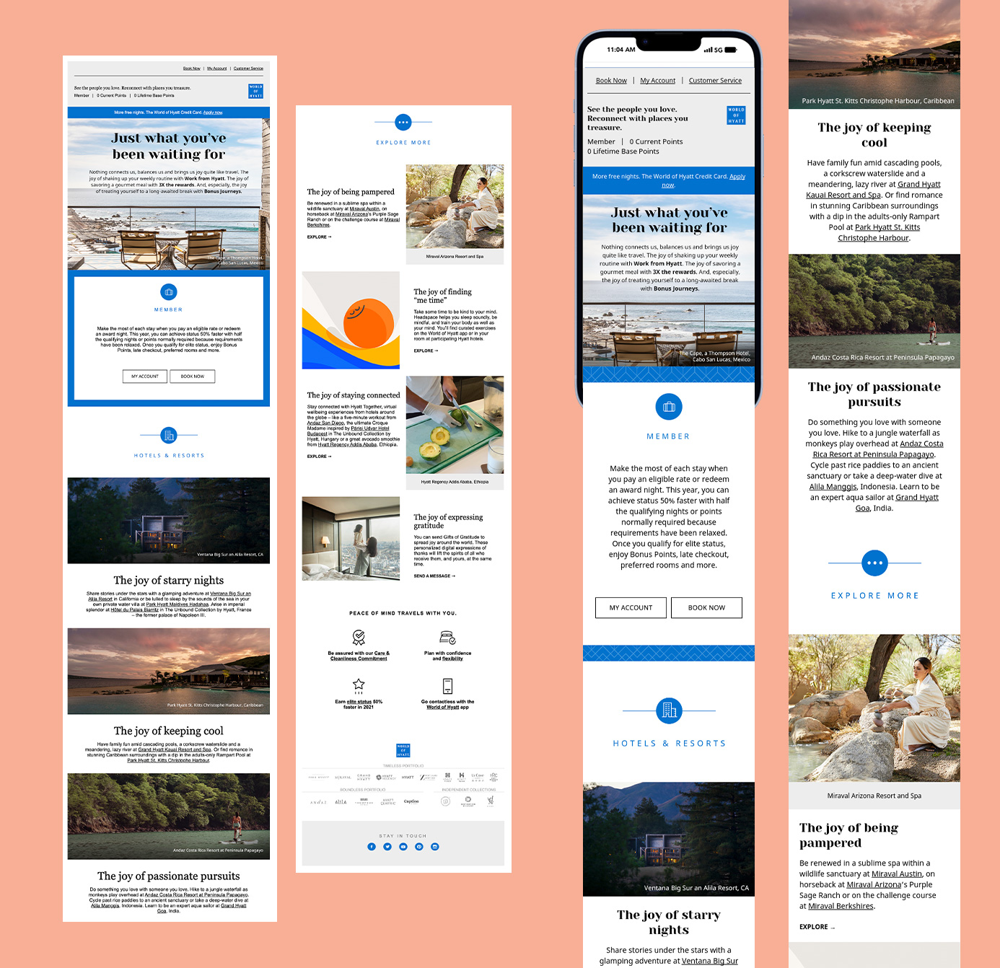 Book Now | My Account | Customer Service
See the people you love. Reconnect with places you treasure.
Member | 0 Current Points | 0 Lifetime Base Points
WORLD
OF
HYATT
More free nights. The World of Hyatt Credit Card. Apply now.
Just what you've
been waiting for
Nothing connects us, balances us and brings us joy quite like travel. The
joy of shaking up your weekly routine with Work from Hyatt. The joy of
savoring a gourmet meal with 3X the rewards. And, especially, the joy
of treating yourself to a long-awaited break with Bonus Journeys.
The Cape, a Thompson Hotel,
Cabo San Lucas, Mexico
MEMBER
Make the most of each stay when you pay an eligible rate or redeem
an award night. This year, you can achieve status 50% faster with half
the qualifying nights or points normally required because requirements
have been relaxed. Once you qualify for elite status, enjoy Bonus
Points, late checkout, preferred rooms and more.
MY ACCOUNT
BOOK NOW
HOTELS & RESORTS
Ventana Big Sur an Alila Resort, CA
The joy of starry nights
Share stories under the stars with a glamping adventure at Ventana Big Sur an
Alila Resort in California or be lulled to sleep by the sounds of the sea in your
own private water villa at Park Hyatt Maldives Hadahaa. Arise in imperial
splendor at Hôtel du Palais Biarritz in The Unbound Collection by Hyatt, France
– the former palace of Napoleon III.
Park Hyatt St. Kitts Christophe Harbour, Caribbean
The joy of keeping cool
Have family fun amid cascading pools, a corkscrew waterslide and a
meandering, lazy river at Grand Hyatt Kauai Resort and Spa. Or find romance in
stunning Caribbean surroundings with a dip in the adults-only Rampart Pool at
Park Hyatt St. Kitts Christophe Harbour.
Andaz Costa Rica Resort at Peninsula Papagayo
The joy of passionate pursuits
Do something you love with someone you love. Hike to a jungle waterfall as
monkeys play overhead at Andaz Costa Rica Resort at Peninsula Papagayo.
Cycle past rice paddies to an ancient sanctuary or take a deep-water dive at
Alila Manggis, Indonesia. Learn to be an expert aqua sailor at Grand Hyatt
Goa, India.
EXPLORE MORE
The joy of being pampered
Be renewed in a sublime spa within a
wildlife sanctuary at Miraval Austin, on
horseback at Miraval Arizona's Purple Sage
Ranch or on the challenge course at Miraval
Berkshires.
EXPLORE →
Miraval Arizona Resort and Spa
The joy of finding
“me time”
Take some time to be kind to your mind.
Headspace helps you sleep soundly, be
mindful, and train your body as well as
your mind. You'll find curated exercises
on the World of Hyatt app or in your
room at participating Hyatt hotels.
EXPLORE →
The joy of staying connected
Stay connected with Hyatt Together, virtual
wellbeing experiences from hotels around
the globe – like a five-minute workout from
Andaz San Diego, the ultimate Croque
Madame inspired by Párisi Udvar Hotel
Budapest in The Unbound Collection by
Hyatt, Hungary or a great avocado smoothie
from Hyatt Regency Addis Ababa, Ethiopia.
EXPLORE →
Hyatt Regency Addis Ababa, Ethiopia
The joy of expressing
gratitude
You can send Gifts of Gratitude to
spread joy around the world. These
personalized digital expressions of
thanks will lift the spirits of all who
receive them, and yours, at the same
time.
SEND A MESSAGE →
PEACE OF MIND TRAVELS WITH YOU.
Be assured with our Care &
Cleanliness Commitment
Plan with confidence
and flexibility
Earn elite status 50%
faster in 2021
Go contactless with the
World of Hyatt app
WORLD
OF
HYATT
TIMELESS PORTFOLIO
PARK HYATT MIRAVAL GRAND HYATT HYATT REGENCY HYATT
BOUNDLESS PORTFOLIO
INDEPENDENT COLLECTIONS
ANdAZ Alila THOMPSON HYATT CENTRIC Caption
STAY IN TOUCH
11:04 AM
5G
Book Now | My Account | Customer Service
See the people you love.
Reconnect with places you
treasure.
WORLD
OF
HYATT
Member | 0 Current Points
0 Lifetime Base Points
More free nights. The World of Hyatt Credit Card. Apply
now.
Just what you've
been waiting for
Nothing connects us, balances us and brings us joy
quite like travel. The joy of shaking up your weekly
routine with Work from Hyatt. The joy of savoring a
gourmet meal with 3X the rewards. And, especially,
the joy of treating yourself to a long-awaited break
with Bonus Journeys.
The Cape, a Thompson Hotel,
Cabo San Lucas, Mexico
MEMBER
Make the most of each stay when
you pay an eligible rate or redeem
an award night. This year, you can
achieve status 50% faster with half
the qualifying nights or points
normally required because
requirements have been relaxed.
Once you qualify for elite status,
enjoy Bonus Points, late checkout,
preferred rooms and more.
MY ACCOUNT
BOOK NOW
HOTELS & RESORTS
Ventana Big Sur an Alila Resort, CA
The joy of starry
nights
Share stories under the stars with a
glamping adventure at Ventana Big Sur
Park Hyatt St. Kitts Christophe Harbour, Caribbean
The joy of keeping
cool
Have family fun amid cascading pools,
a corkscrew waterslide and a
meandering, lazy river at Grand Hyatt
Kauai Resort and Spa. Or find romance
in stunning Caribbean surroundings
with a dip in the adults-only Rampart
Pool at Park Hyatt St. Kitts
Christophe Harbour.
Andaz Costa Rica Resort at Peninsula Papagayo
The joy of passionate
pursuits
Do something you love with someone
you love. Hike to a jungle waterfall as
monkeys play overhead at Andaz Costa
Rica Resort at Peninsula Papagayo.
Cycle past rice paddies to an ancient
sanctuary or take a deep-water dive at
Alila Manggis, Indonesia. Learn to be
an expert aqua sailor at Grand Hyatt
Goa, India.
EXPLORE MORE
Miraval Arizona Resort and Spa
The joy of being
pampered
Be renewed in a sublime spa within a
wildlife sanctuary at Miraval Austin, on
horseback at Miraval Arizona's Purple
Sage Ranch or on the challenge course
at Miraval Berkshires.
EXPLORE →